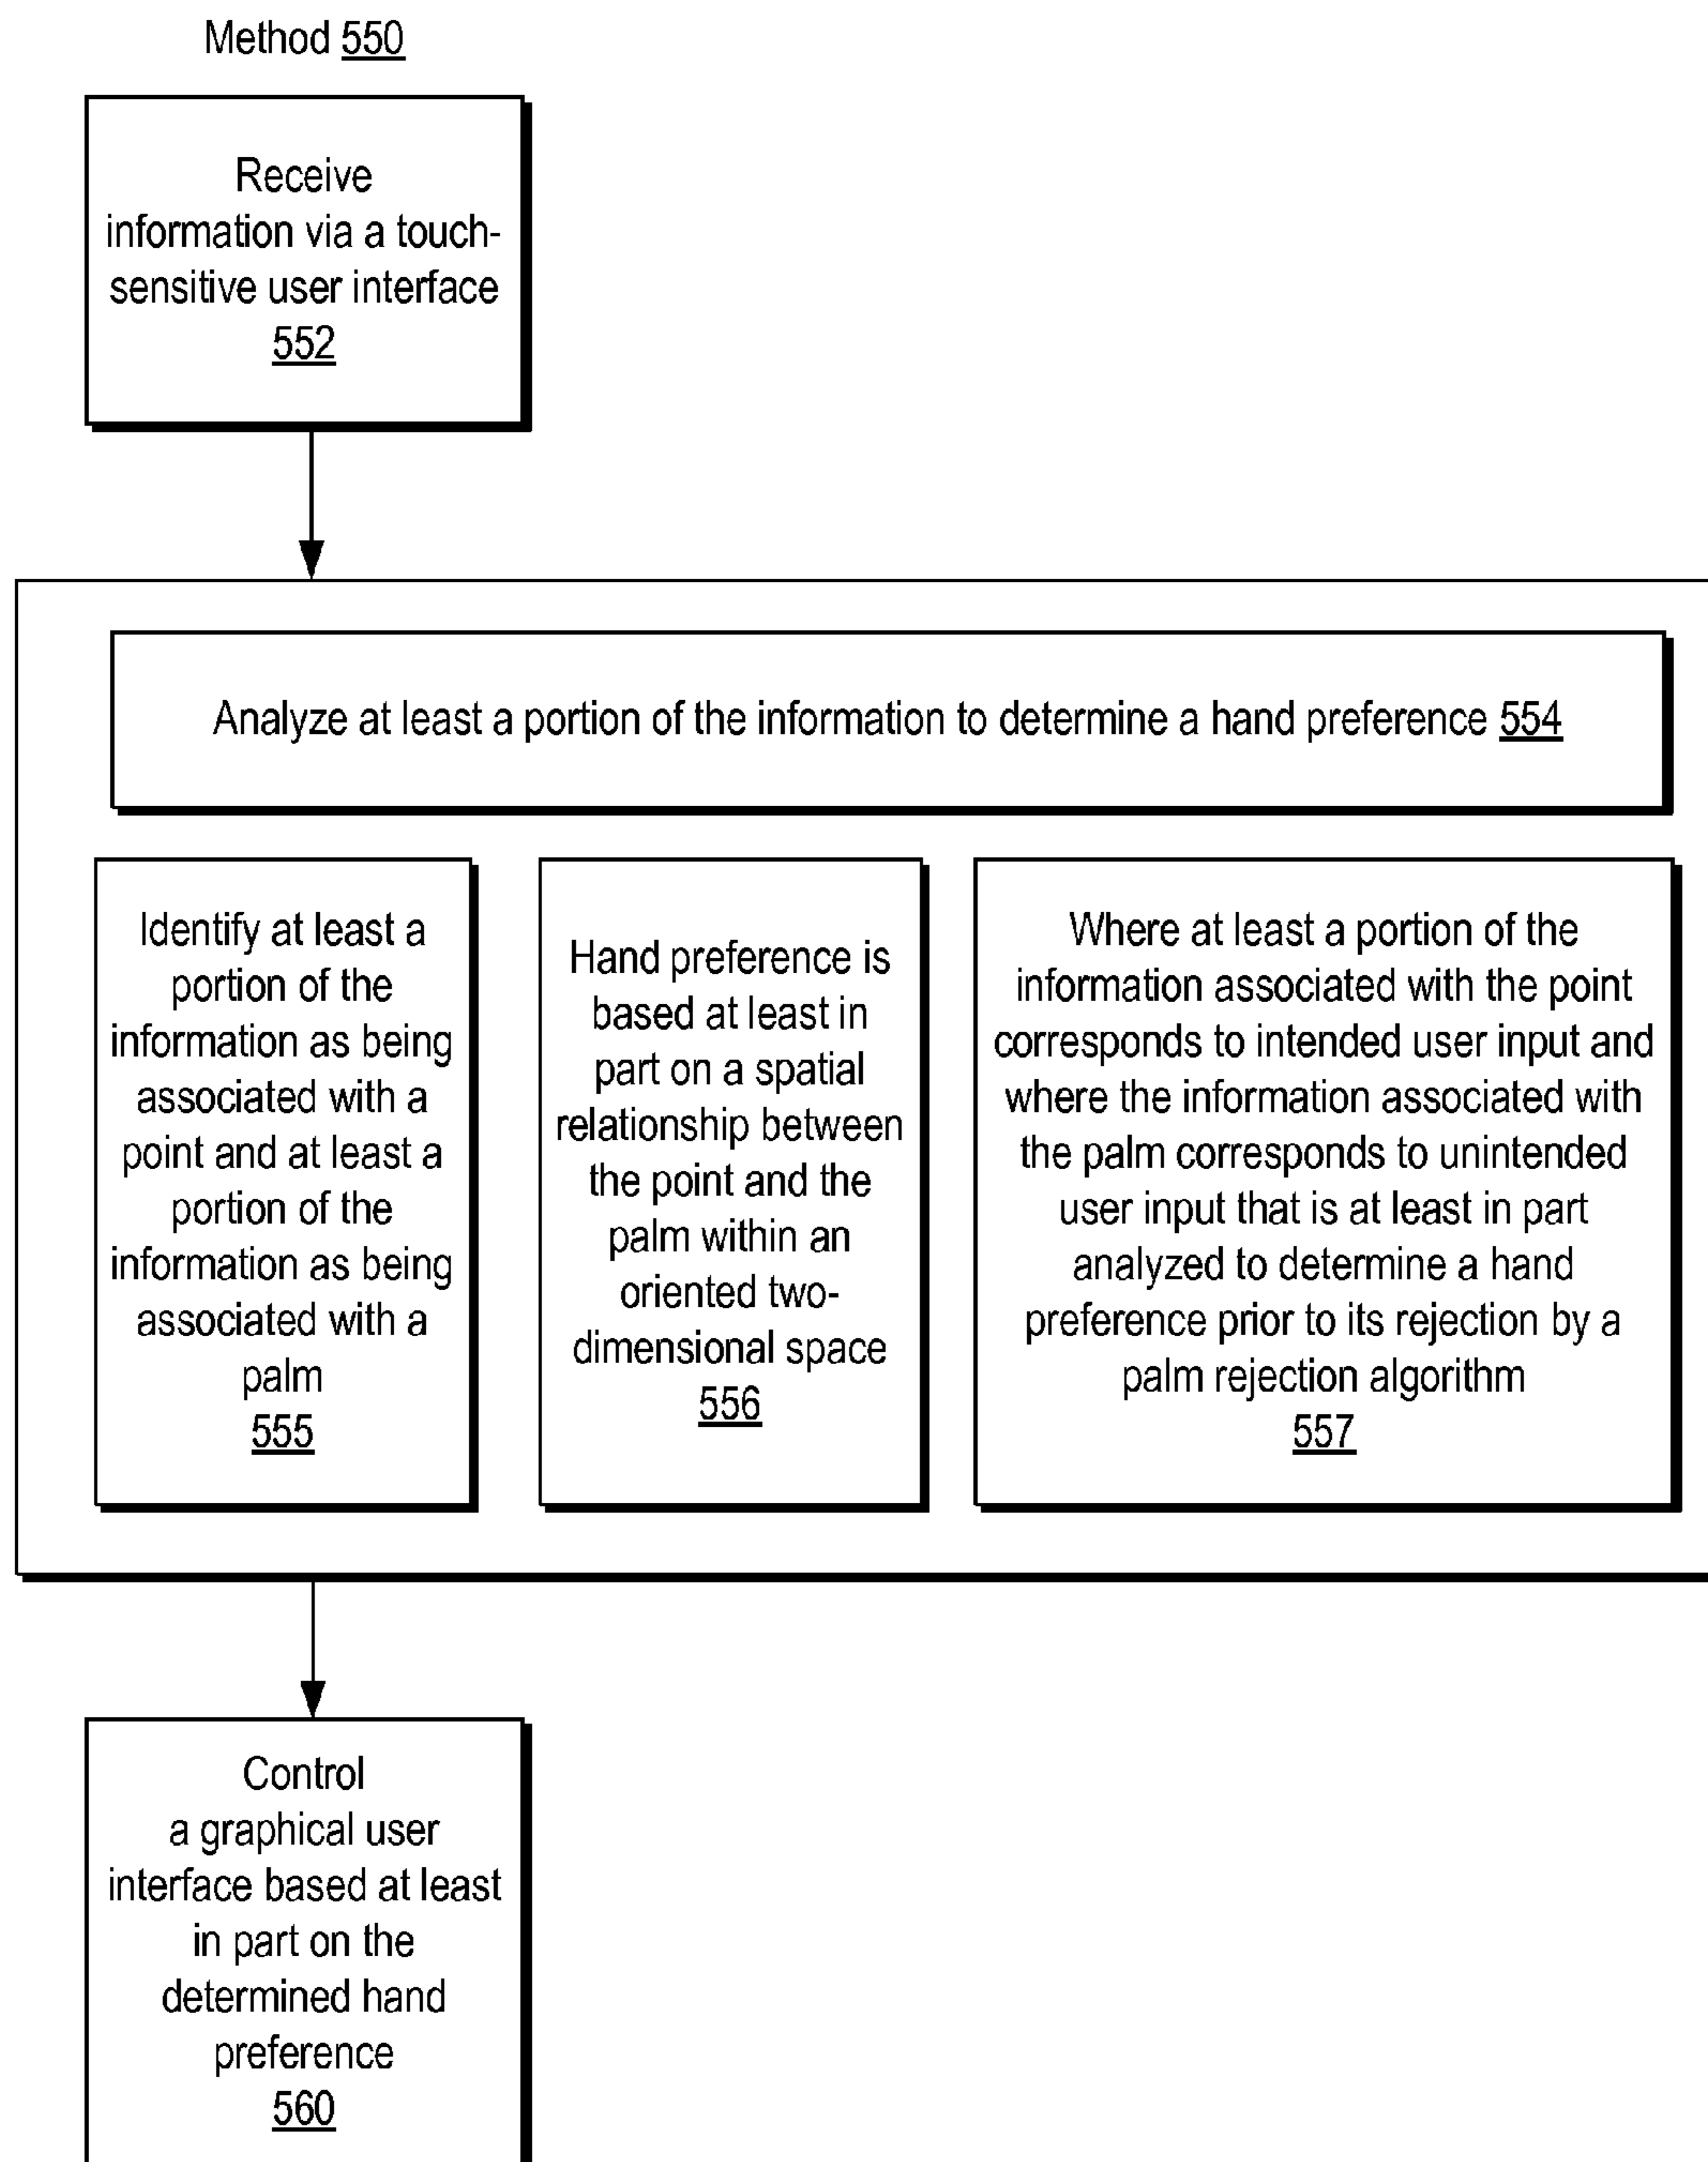 Method 550
Receive
information via a touch-
sensitive user interface
552
Analyze at least a portion of the information to determine a hand preference 554
Identify at least a
portion of the
information as being
associated with a
point and at least a
portion of the
information as being
associated with a
palm
555
Hand preference is
based at least in
part on a spatial
relationship between
the point and the
palm within an
oriented two-
dimensional space
556
Where at least a portion of the
information associated with the point
corresponds to intended user input and
where the information associated with
the palm corresponds to unintended
user input that is at least in part
analyzed to determine a hand
preference prior to its rejection by a
palm rejection algorithm
557
Control
a graphical user
interface based at least
in part on the
determined hand
preference
560